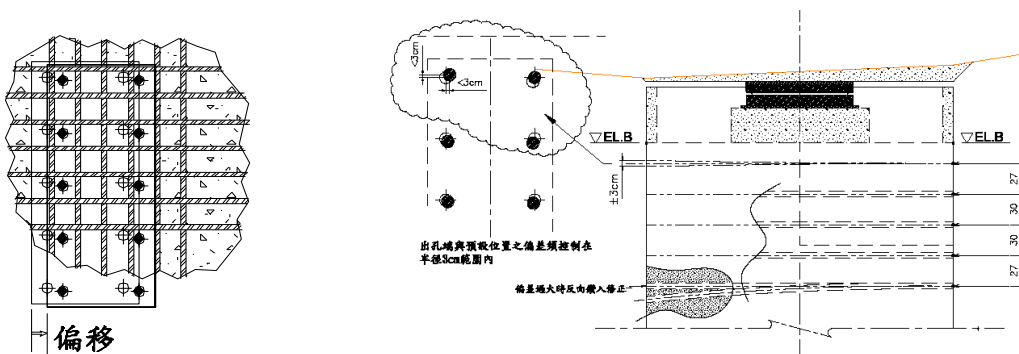 偏移
<3cm
<3cm
出孔端與預設位置之偏差須控制在
半徑3cm範圍內
EL.B
EL.B
±3cm
偏差過大時反向鑽入修正
27
30
30
27